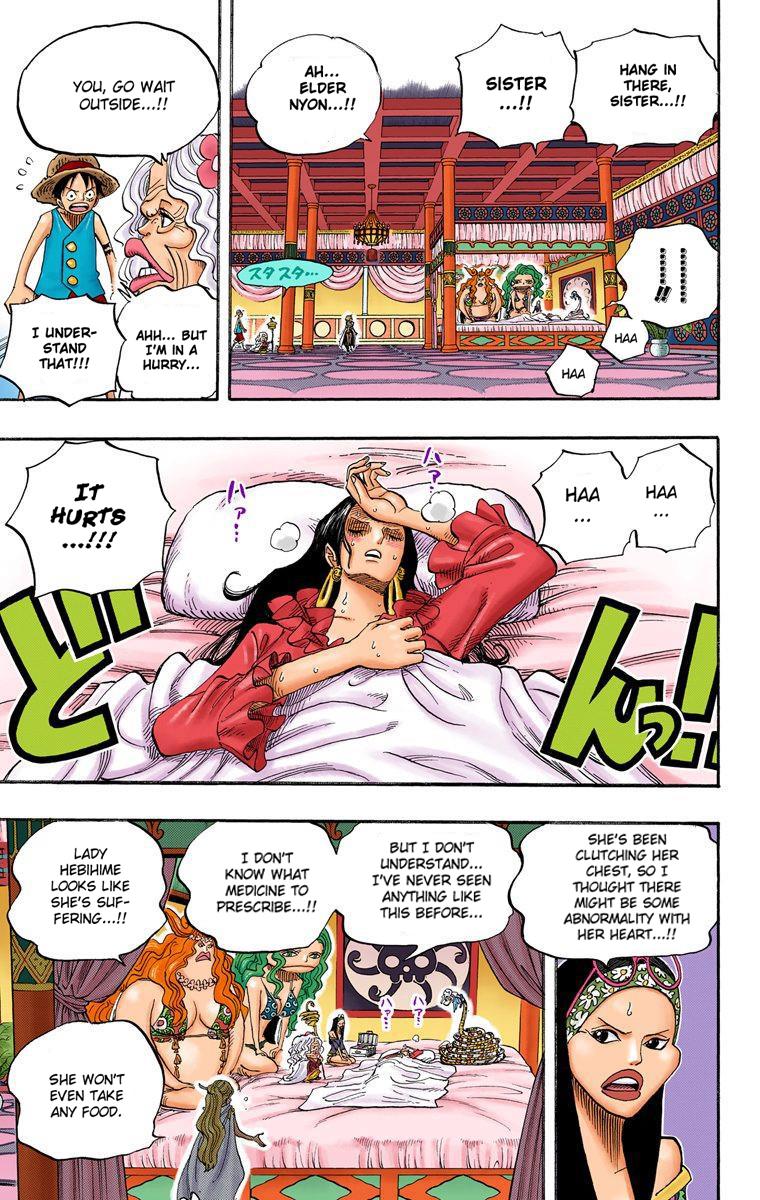 HANG IN
THERE,
SISTER...!!
SISTER
...!!
AH...
ELDER
NYON...!!
スタスタ…
!!
HAA
HAA
YOU, GO WAIT
OUTSIDE...!!
AHH... BUT
I'M IN A
HURRY...
I UNDER-
STAND
THAT!!!
HAA
...
HAA
...
ハァ…
ハァ…
IT
HURTS
...!!!
ど
んっ!!
SHE'S BEEN
CLUTCHING HER
CHEST, SO I
THOUGHT THERE
MIGHT BE SOME
ABNORMALITY WITH
HER HEART...!!
BUT I DON'T
UNDERSTAND...
I'VE NEVER SEEN
ANYTHING LIKE
THIS BEFORE...
I DON'T
KNOW WHAT
MEDICINE TO
PRESCRIBE...!!
LADY
HEBIHIME
LOOKS LIKE
SHE'S SUF-
FERING...!!
ハァ…
ハァ…
SHE WON'T
EVEN TAKE
ANY FOOD.